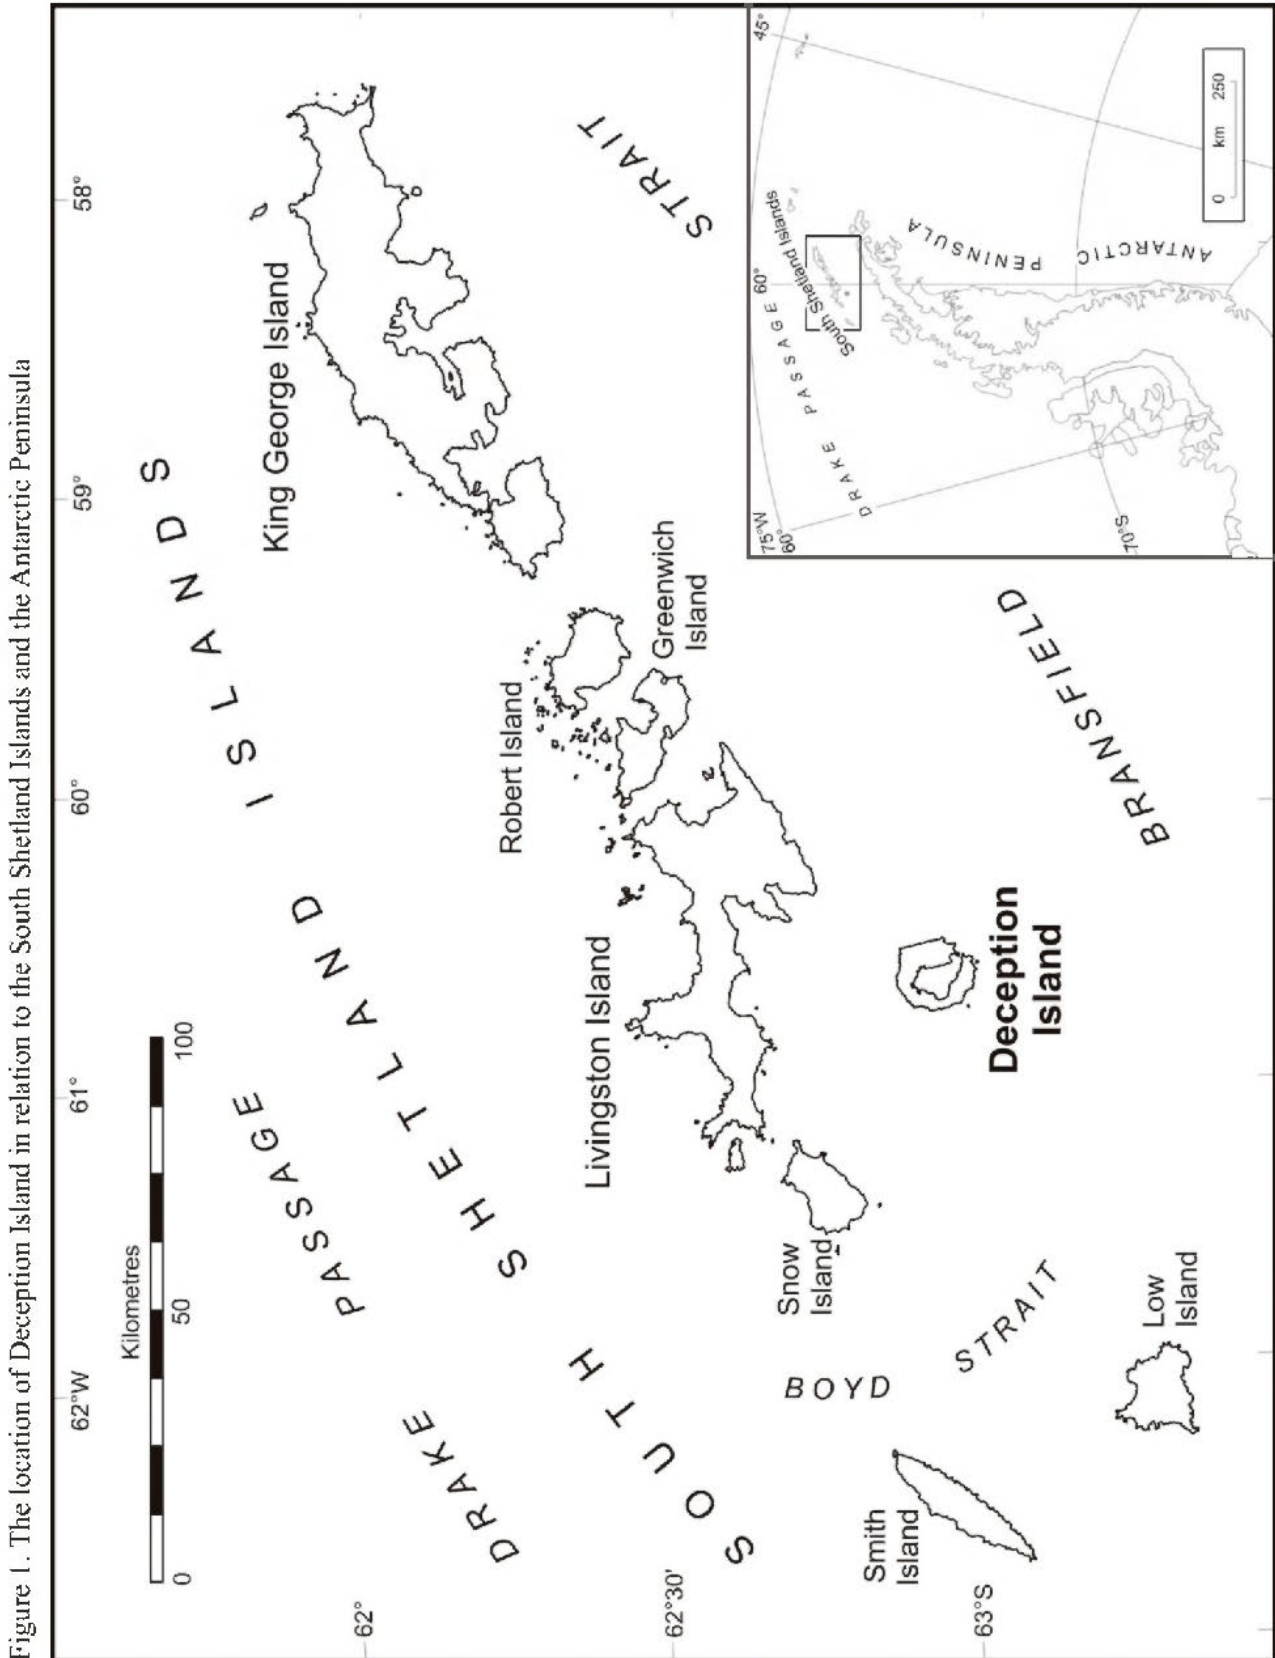 Figure 1. The location of Deception Island in relation to the South Shetland Islands and the Antarctic Peninsula
62°W
61°
60°
59°
58°
Kilometres
0
50
100
DRAKE PASSAGE
SOUTH SHETLAND ISLANDS
62°
62°30'
63°S
King George Island
Robert Island
Greenwich
Island
Livingston Island
Snow
Island
Smith
Island
Low
Island
Deception
Island
BOYD
STRAIT
BRANSFIELD
STRAIT
75°W
60°
60°
45°
70°S
DRAKE PASSAGE
South Shetland Islands
ANTARCTIC
PENINSULA
0 km 250